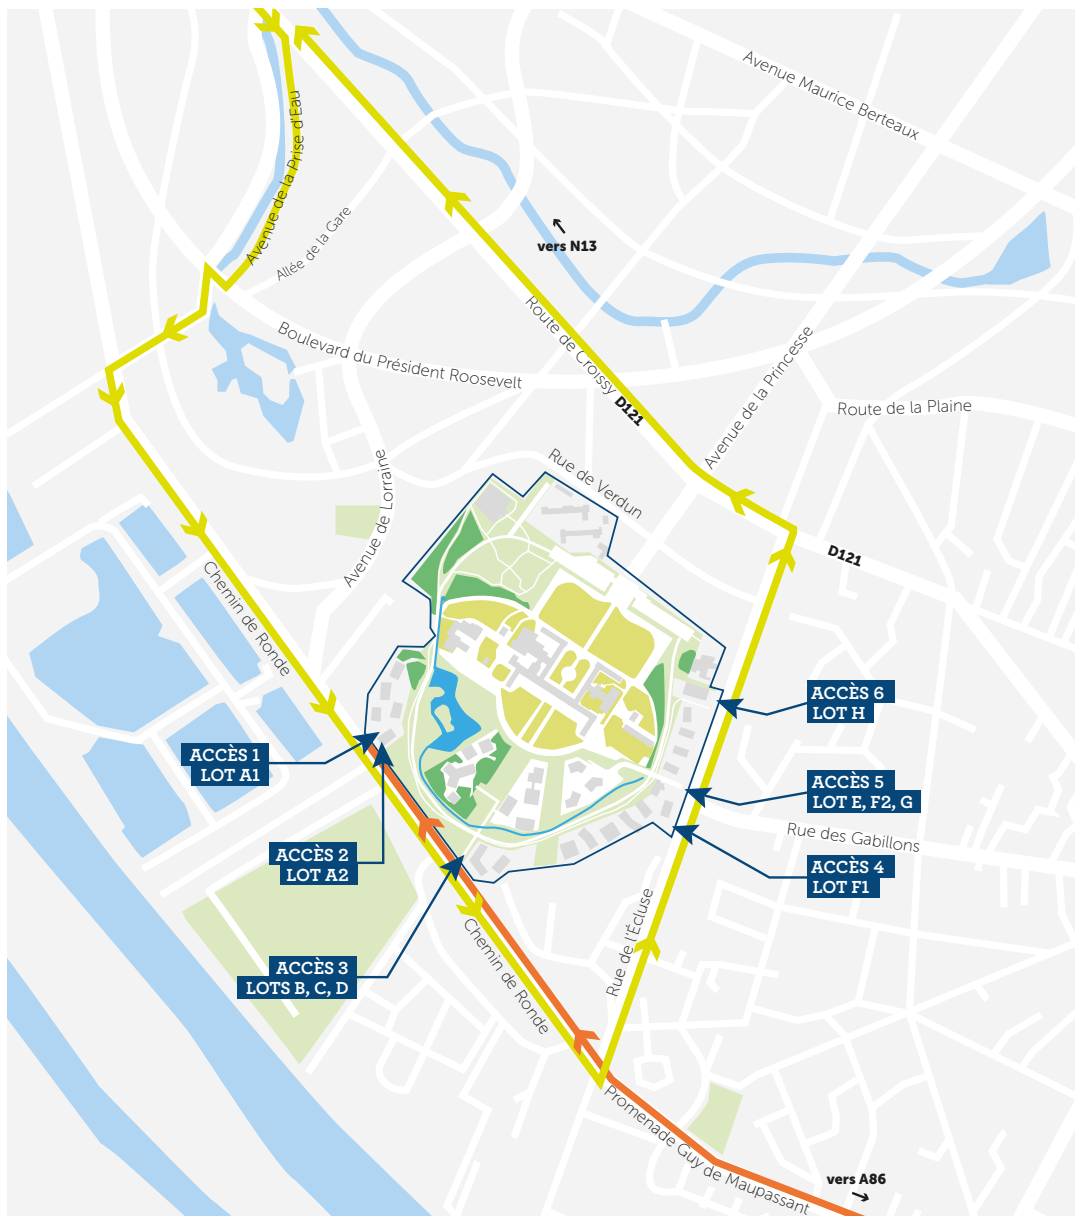 Avenue Maurice Berteaux
Avenue de la Prise d'Eau
Allée de la Gare
vers N13
Boulevard du Président Roosevelt
Route de Croissy
D121
Avenue de la Princesse
Route de la Plaine
Rue de Verdun
Avenue de Lorraine
D121
Chemin de Ronde
ACCÈS 6
LOT H
ACCÈS 1
LOT A1
ACCÈS 5
LOT E, F2, G
Rue des Gabillons
ACCÈS 2
LOT A2
ACCÈS 4
LOT F1
Rue de l'Écluse
Chemin de Ronde
ACCÈS 3
LOTS B, C, D
Promenade Guy de Maupassant
vers A86